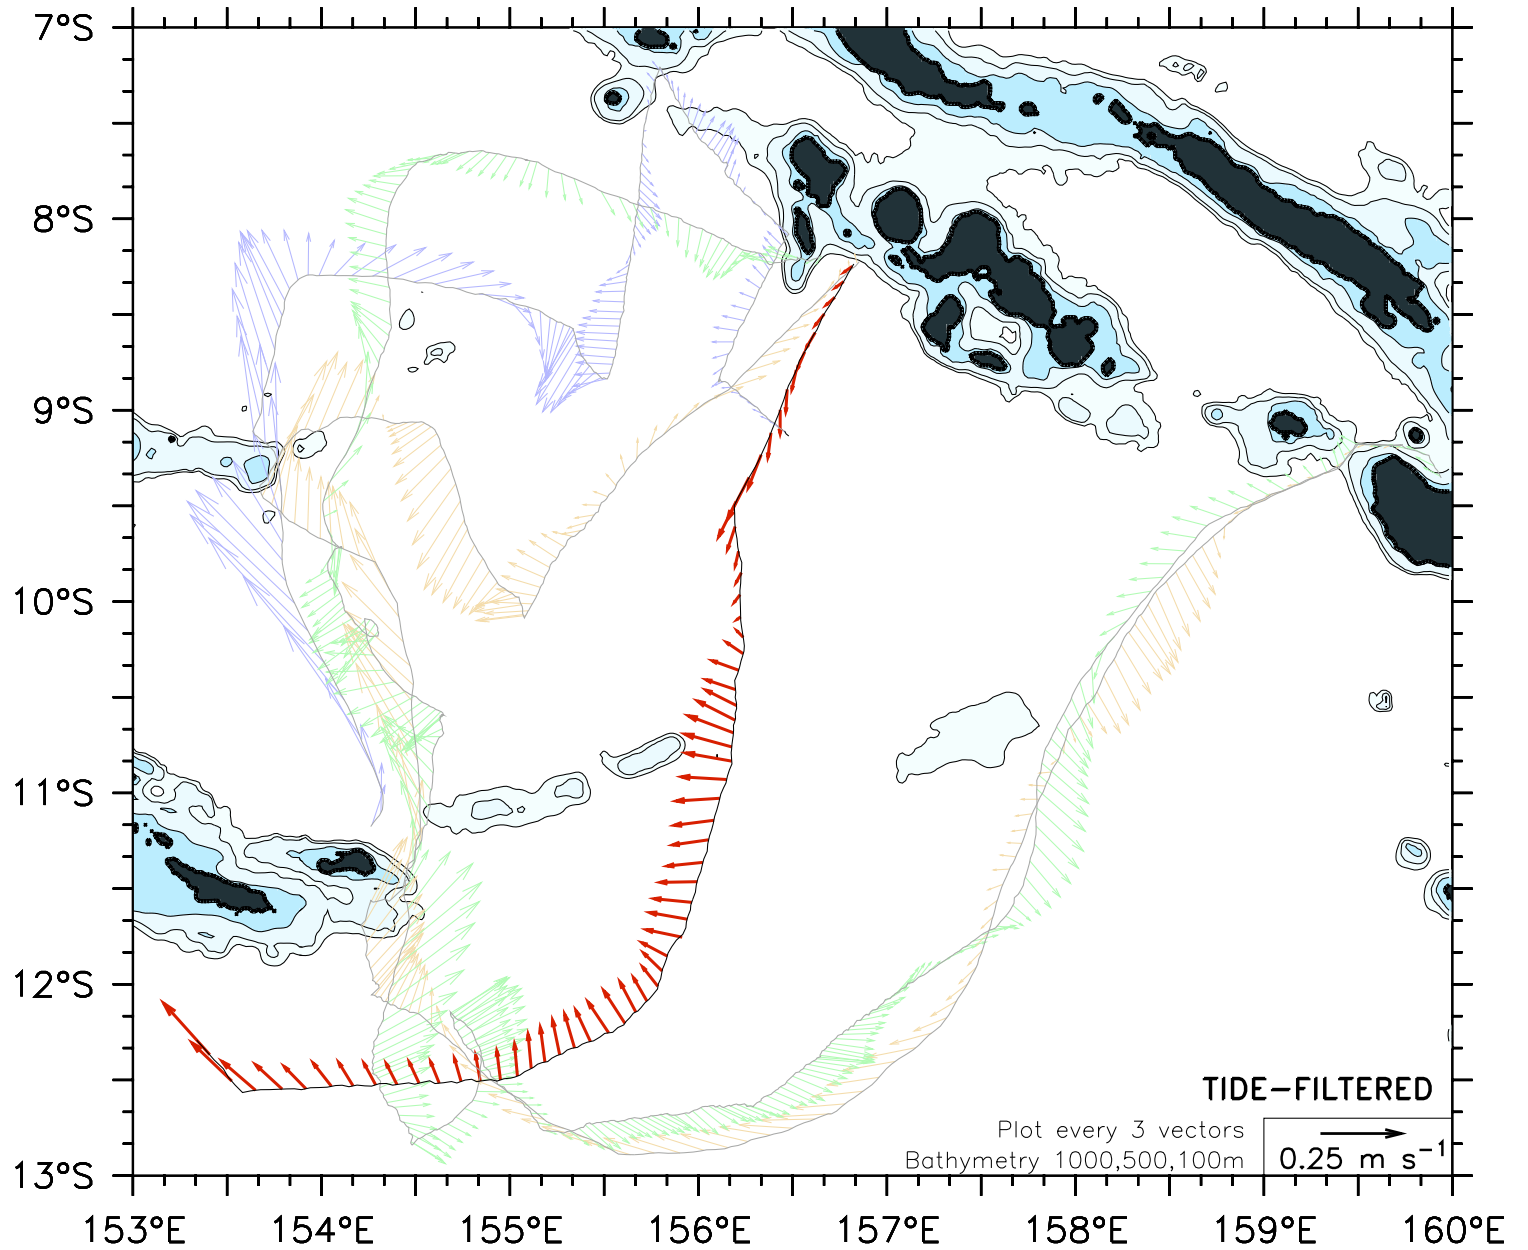 7°S
8°S
9°S
10°S
11°S
12°S
13°S
TIDE-FILTERED
Plot every 3 vectors
Bathymetry 1000,500,100m
0.25 m s⁻¹
153°E 154°E 155°E 156°E 157°E 158°E 159°E 160°E